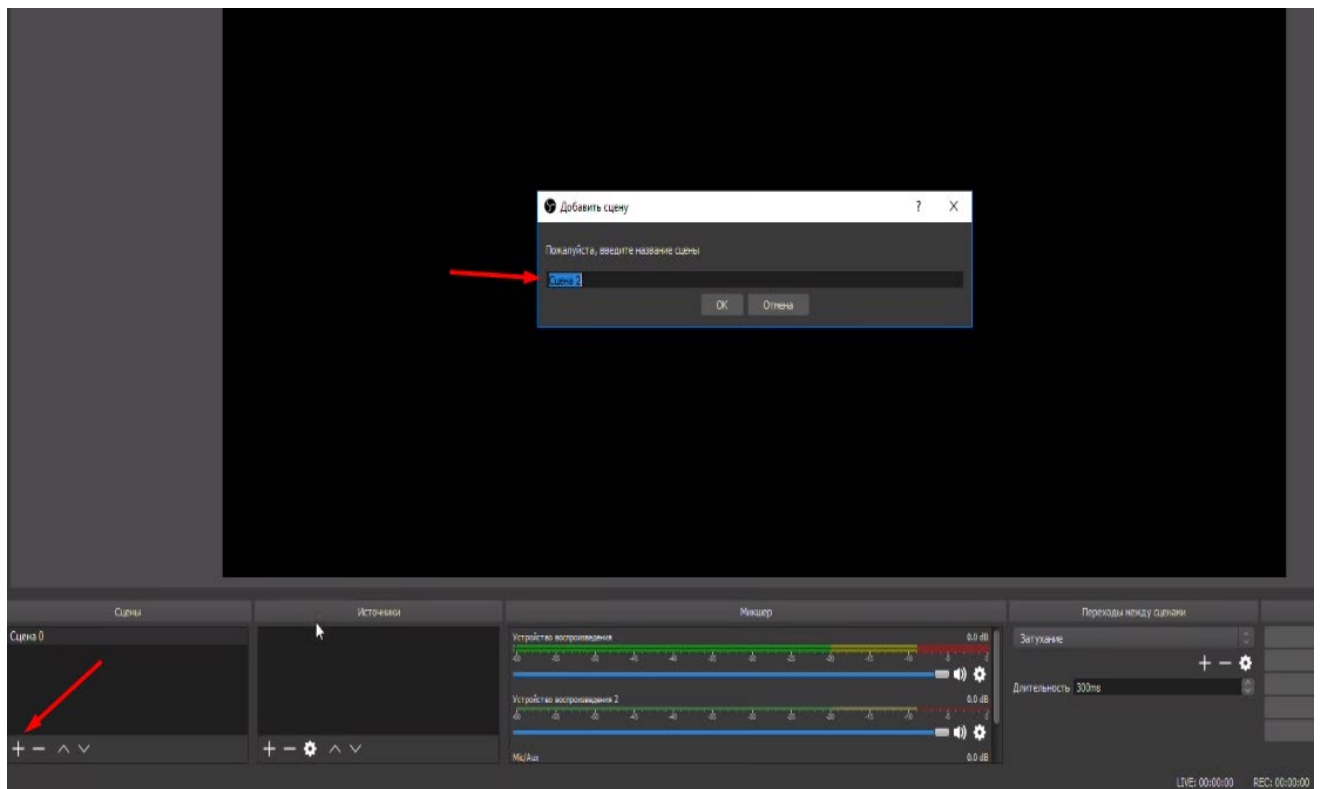 Добавить сцену
?
X
Пожалуйста, введите название сцены
Сцена 2
OK
Отмена
Сцены
Источники
Микшер
Переходы между сценами
Сцена 0
Устройство воспроизведения
0.0 dB
Устройство воспроизведения 2
0.0 dB
Mic/Aux
0.0 dB
Затухание
Длительность 300ms
LIVE: 00:00:00
REC: 00:00:00